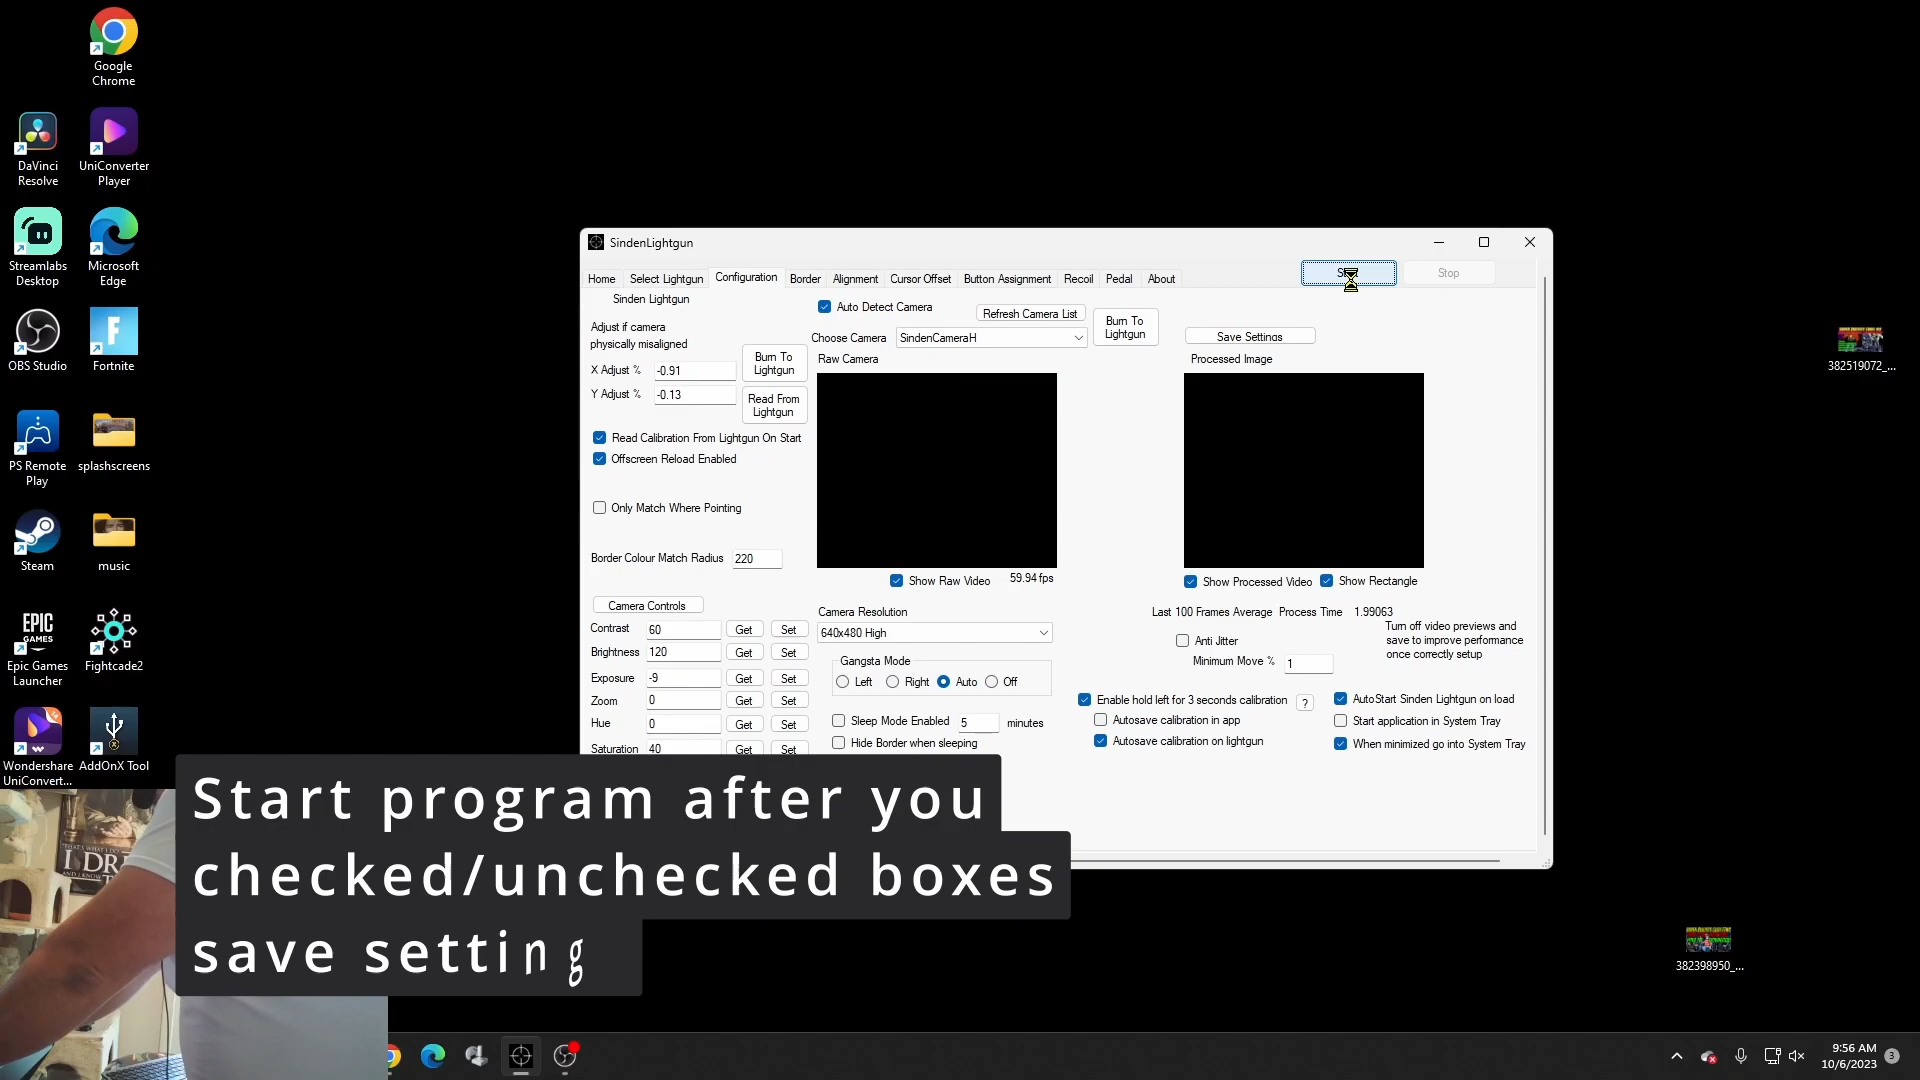 Google
Chrome
DaVinci
Resolve
UniConverter
Player
Streamlabs
Desktop
Microsoft
Edge
OBS Studio
Fortnite
PS Remote
Play
splashscreens
Steam
music
EPIC
GAMES
Epic Games
Launcher
Fightcade2
Wondershare
UniConvert...
AddOnX Tool
SindenLightgun
Home
Select Lightgun
Configuration
Border
Alignment
Cursor Offset
Button Assignment
Recoil
Pedal
About
Stop
Sinden Lightgun
Adjust if camera
physically misaligned
X Adjust % -0.91
Y Adjust % -0.13
Burn To
Lightgun
Read From
Lightgun
Read Calibration From Lightgun On Start
Offscreen Reload Enabled
Only Match Where Pointing
Border Colour Match Radius 220
Camera Controls
Contrast 60 Get Set
Brightness 120 Get Set
Exposure -9 Get Set
Zoom 0 Get Set
Hue 0 Get Set
Saturation 40 Get Set
Auto Detect Camera
Refresh Camera List
Choose Camera SindenCameraH
Burn To
Lightgun
Raw Camera
Show Raw Video 59.94 fps
Camera Resolution
640x480 High
Gangsta Mode
Left Right Auto Off
Sleep Mode Enabled 5 minutes
Hide Border when sleeping
Save Settings
Processed Image
Show Processed Video Show Rectangle
Last 100 Frames Average Process Time 1.99063
Turn off video previews and
save to improve performance
once correctly setup
Anti Jitter
Minimum Move % 1
Enable hold left for 3 seconds calibration ?
Autosave calibration in app
Autosave calibration on lightgun
AutoStart Sinden Lightgun on load
Start application in System Tray
When minimized go into System Tray
382519072_...
382398950_...
Start program after you
checked/unchecked boxes
save setting
9:56 AM
10/6/2023
3